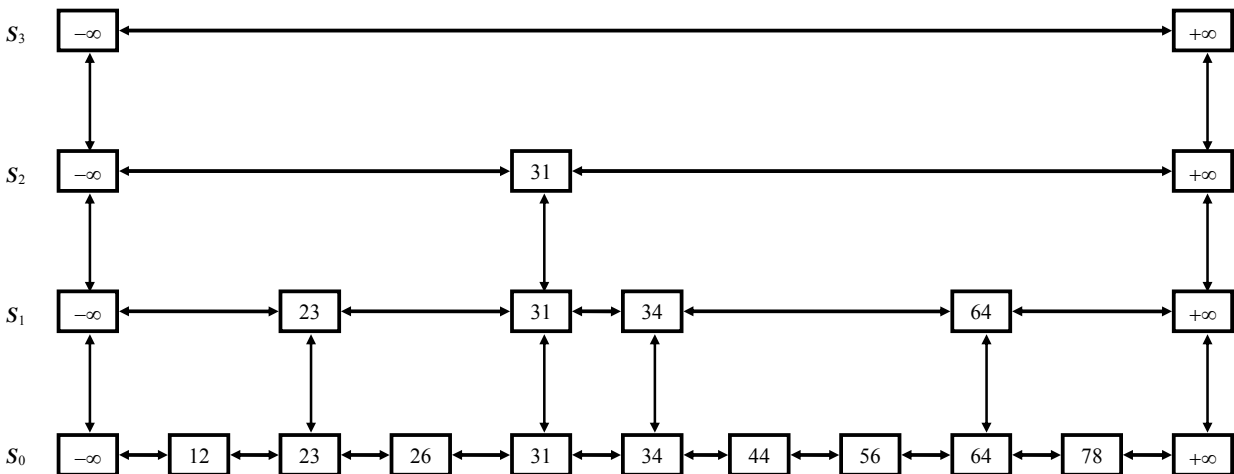 S3 −∞ +∞
S2 −∞ 31 +∞
S1 −∞ 23 31 34 64 +∞
S0 −∞ 12 23 26 31 34 44 56 64 78 +∞